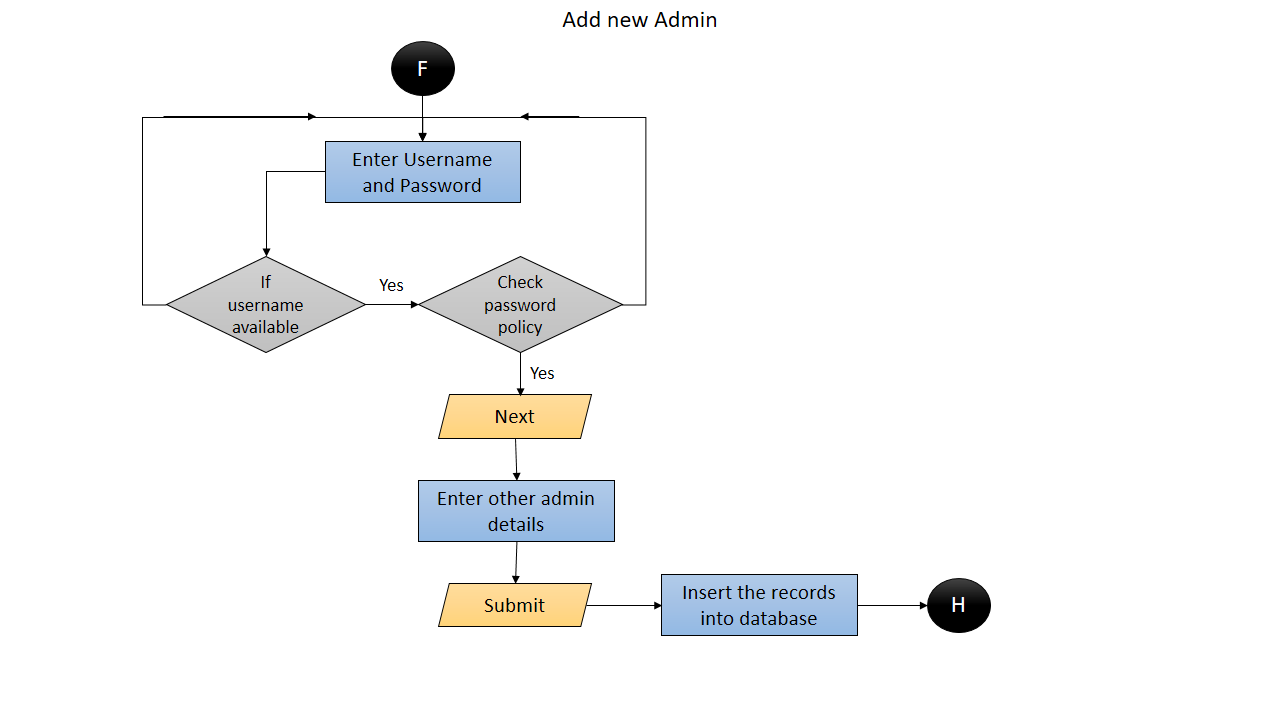 Add new Admin
F
Enter Username
and Password
If
username
available
Yes
Check
password
policy
Yes
Next
Enter other admin
details
Submit
Insert the records
into database
H